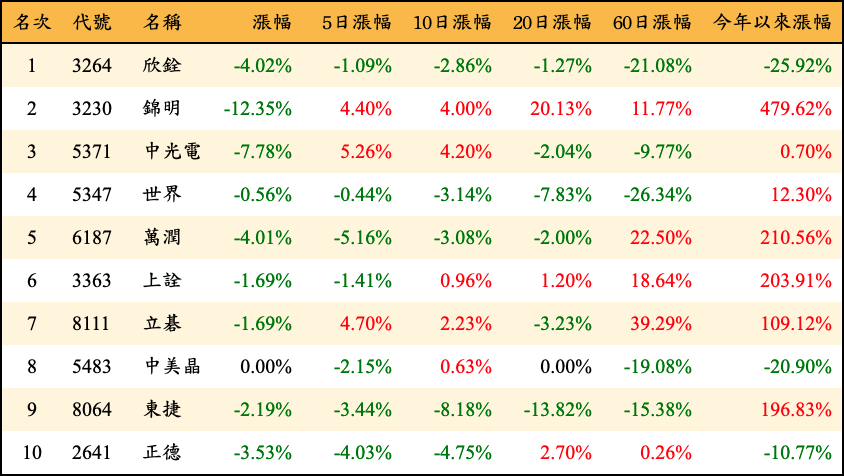 名次 代號 名稱 漲幅 5日漲幅 10日漲幅 20日漲幅 60日漲幅 今年以來漲幅
1 3264 欣銓 -4.02% -1.09% -2.86% -1.27% -21.08% -25.92%
2 3230 錦明 -12.35% 4.40% 4.00% 20.13% 11.77% 479.62%
3 5371 中光電 -7.78% 5.26% 4.20% -2.04% -9.77% 0.70%
4 5347 世界 -0.56% -0.44% -3.14% -7.83% -26.34% 12.30%
5 6187 萬潤 -4.01% -5.16% -3.08% -2.00% 22.50% 210.56%
6 3363 上詮 -1.69% -1.41% 0.96% 1.20% 18.64% 203.91%
7 8111 立碁 -1.69% 4.70% 2.23% -3.23% 39.29% 109.12%
8 5483 中美晶 0.00% -2.15% 0.63% 0.00% -19.08% -20.90%
9 8064 東捷 -2.19% -3.44% -8.18% -13.82% -15.38% 196.83%
10 2641 正德 -3.53% -4.03% -4.75% 2.70% 0.26% -10.77%